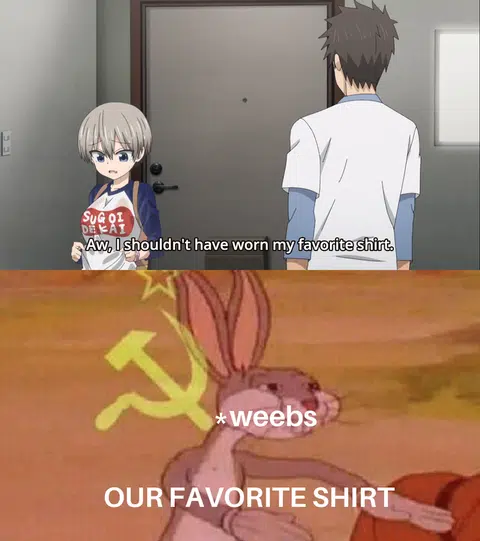 SUGOI
DEKAI
Aw, I shouldn't have worn my favorite shirt.
*weebs
OUR FAVORITE SHIRT